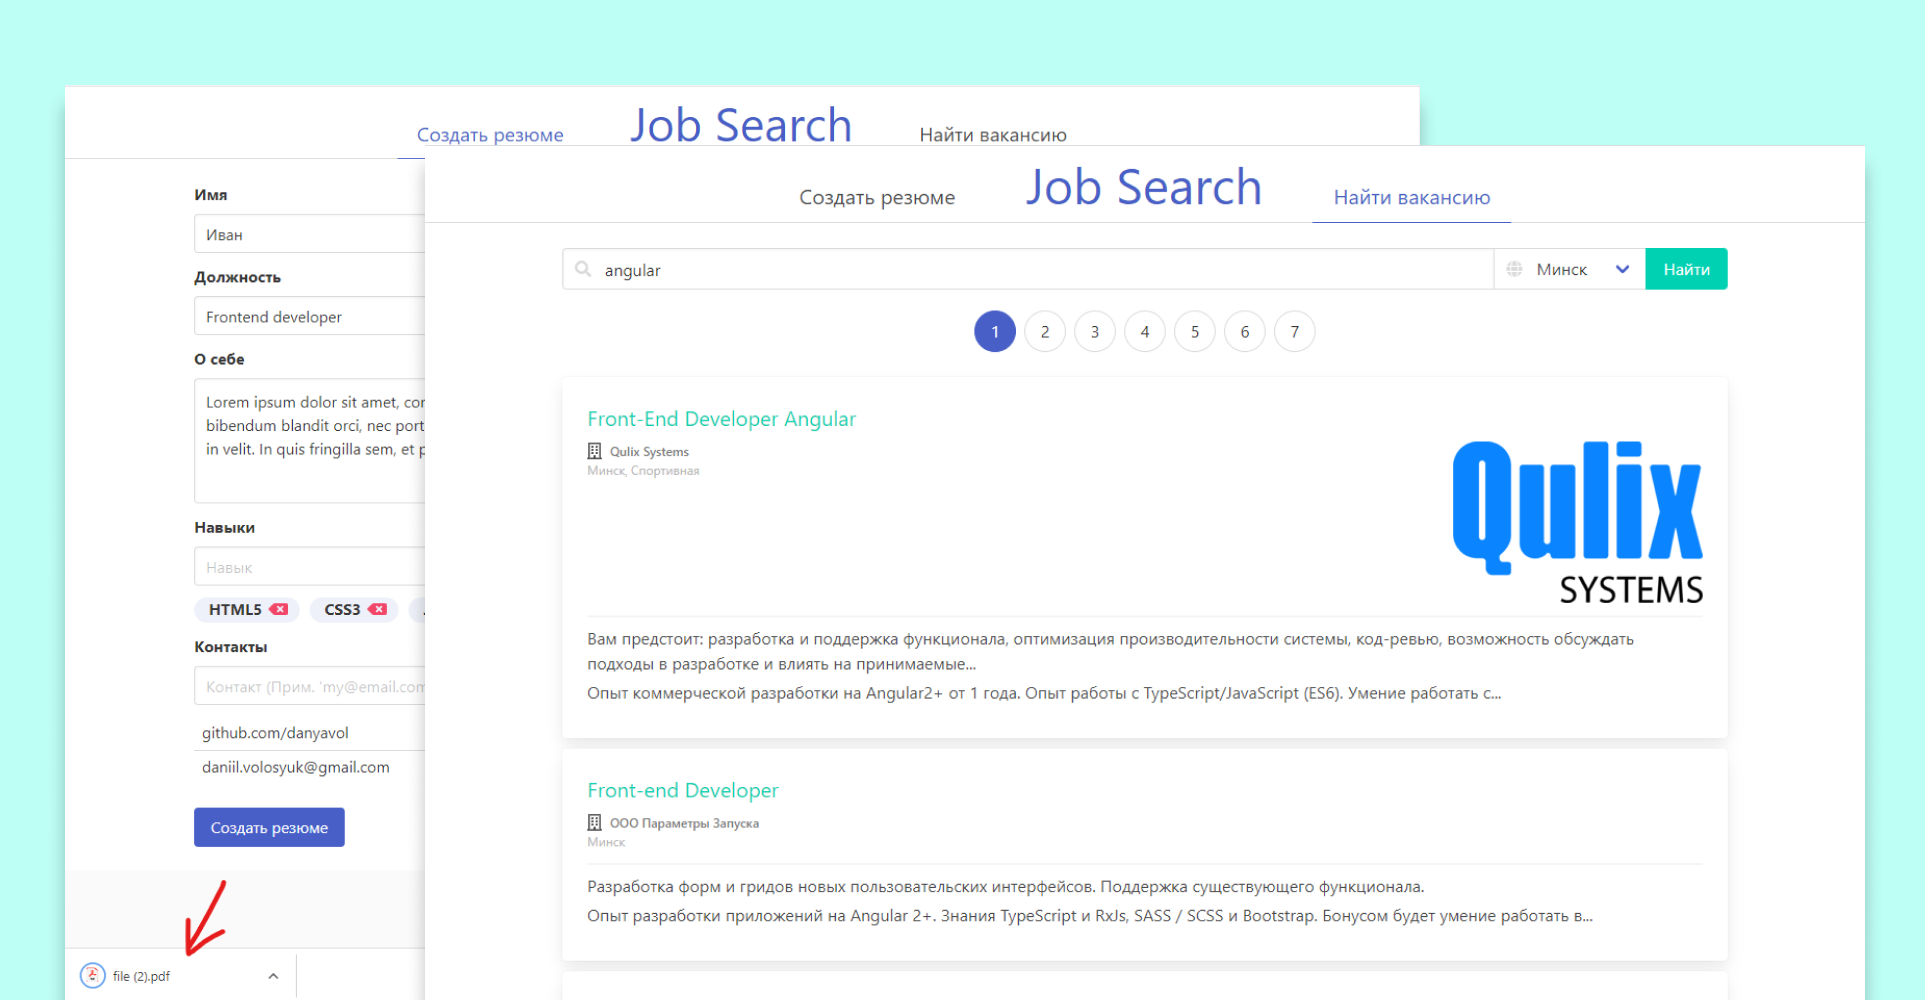 Создать резюме
Job Search
Найти вакансию
Имя
Иван
Должность
Frontend developer
О себе
Lorem ipsum dolor sit amet,
bibendum blandit orci, nec
in velit. In quis fringilla sem, et
Навыки
Навык
HTML5
CSS3
Контакты
Контакт (Прим. 'my@email.com
github.com/danyavol
daniil.volosyuk@gmail.com
Создать резюме
file (2).pdf
Создать резюме
Job Search
Найти вакансию
angular
Минск
Найти
1 2 3 4 5 6 7
Front-End Developer Angular
Qulix Systems
Минск, Спортивная
Qulix
SYSTEMS
Вам предстоит: разработка и поддержка функционала, оптимизация производительности системы, код-ревью, возможность обсуждать
подходы в разработке и влиять на принимаемые...
Опыт коммерческой разработки на Angular2+ от 1 года. Опыт работы с TypeScript/JavaScript (ES6). Умение работать с...
Front-end Developer
ООО Параметры Запуска
Минск
Разработка форм и гридов новых пользовательских интерфейсов. Поддержка существующего функционала.
Опыт разработки приложений на Angular 2+. Знания TypeScript и RxJs, SASS / SCSS и Bootstrap. Бонусом будет умение работать в...